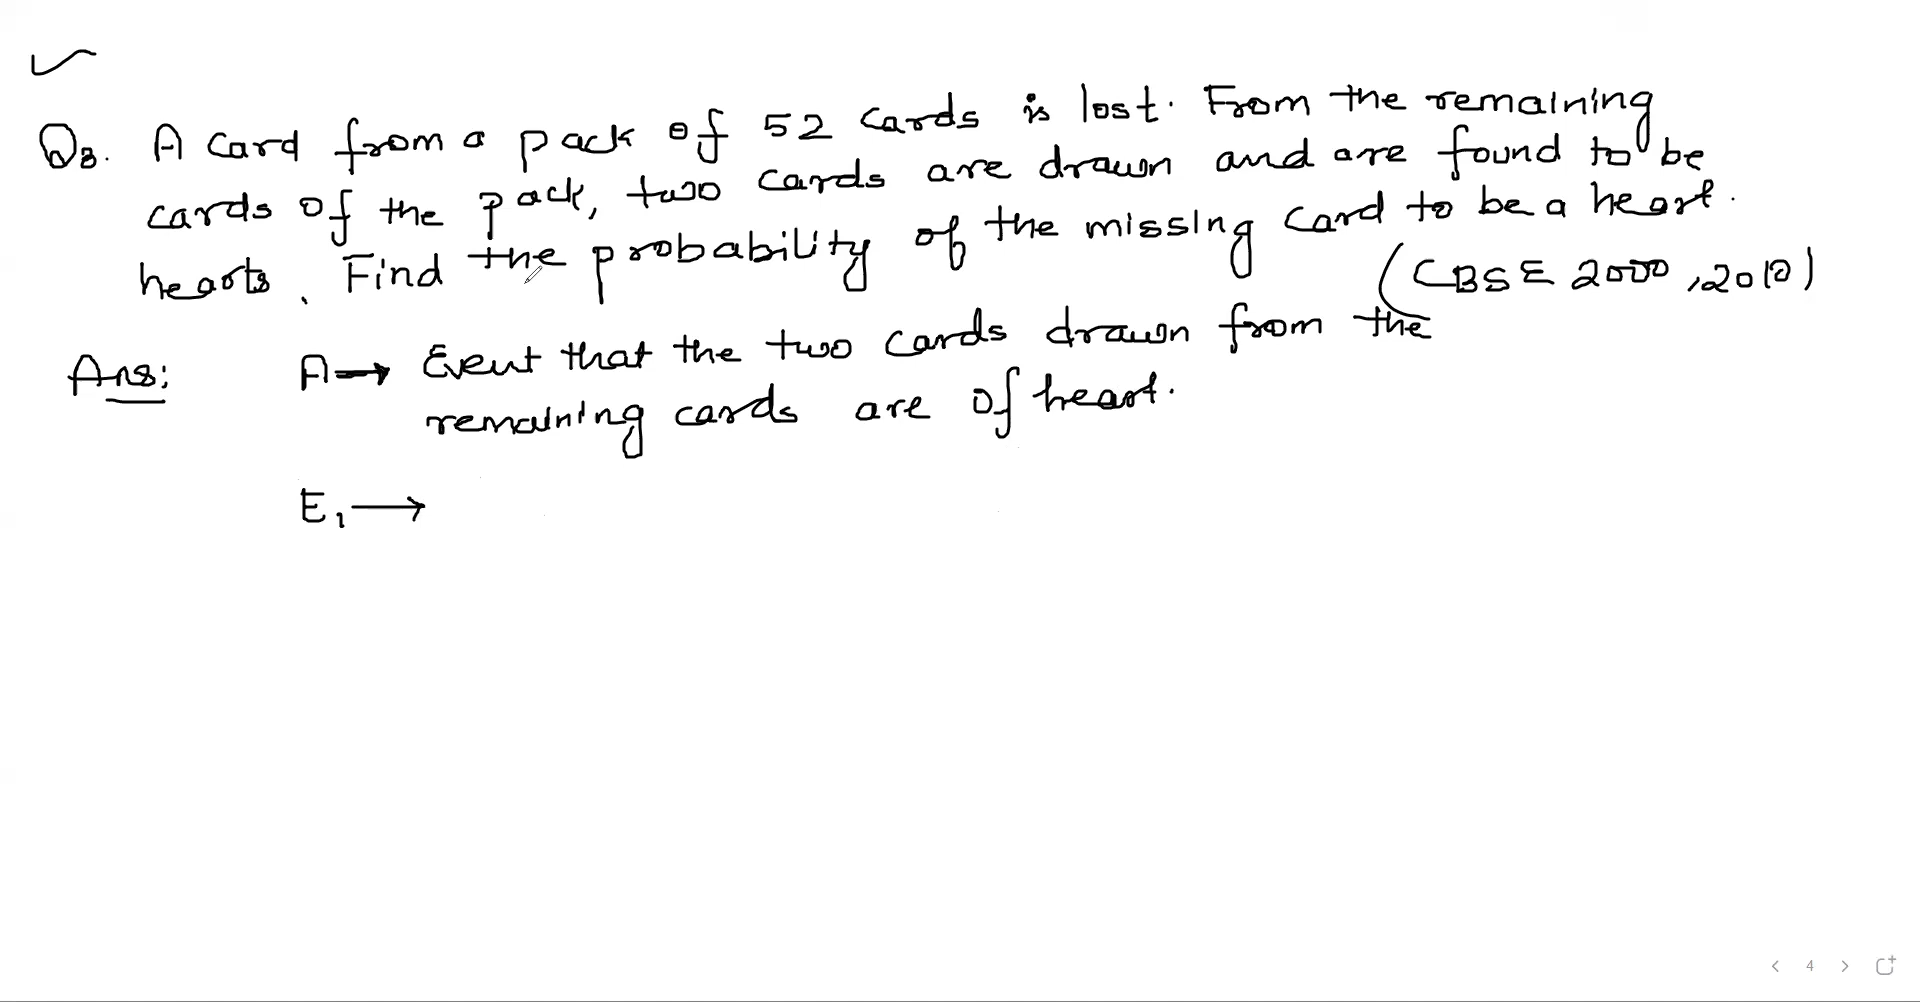 Q3. A card from a pack of 52 cards is lost. From the remaining
cards of the pack, two cards are drawn and are found to be
hearts. Find the probability of the missing card to be a heart.
(CBSE 2000, 2010)
Ans: A → Event that the two cards drawn from the
remaining cards are of heart.
E₁ →
4